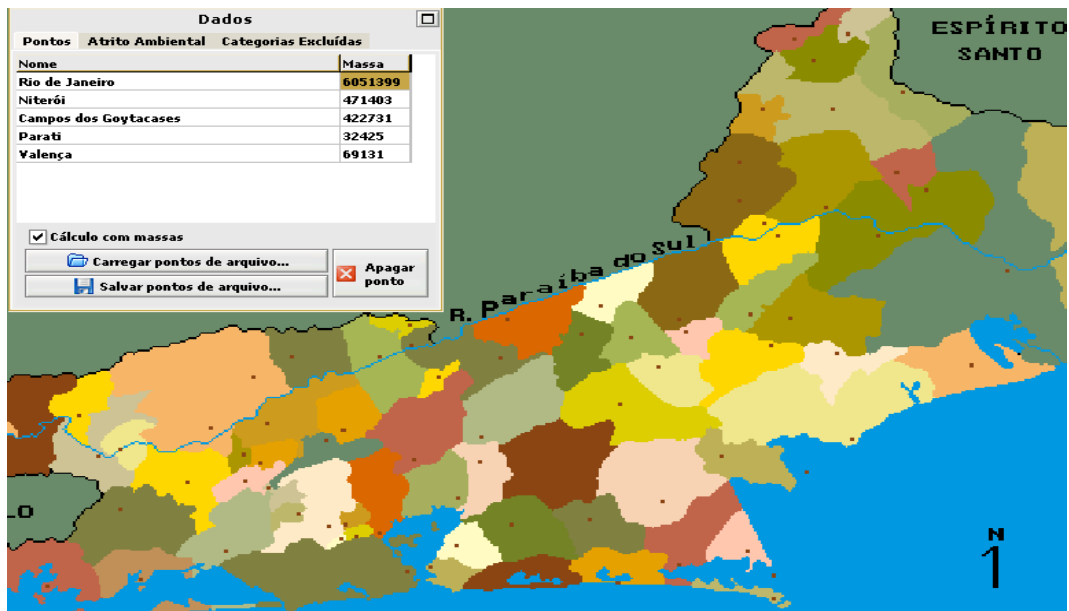 Dados
Pontos Atrito Ambiental Categorias Excluídas
Nome Massa
Rio de Janeiro 6051399
Niterói 471403
Campos dos Goytacases 422731
Parati 32425
Valença 69131
Cálculo com massas
Carregar pontos de arquivo...
Salvar pontos de arquivo...
Apagar
ponto
ESPÍRITO
SANTO
R. Paraíba do Sul
LO
N